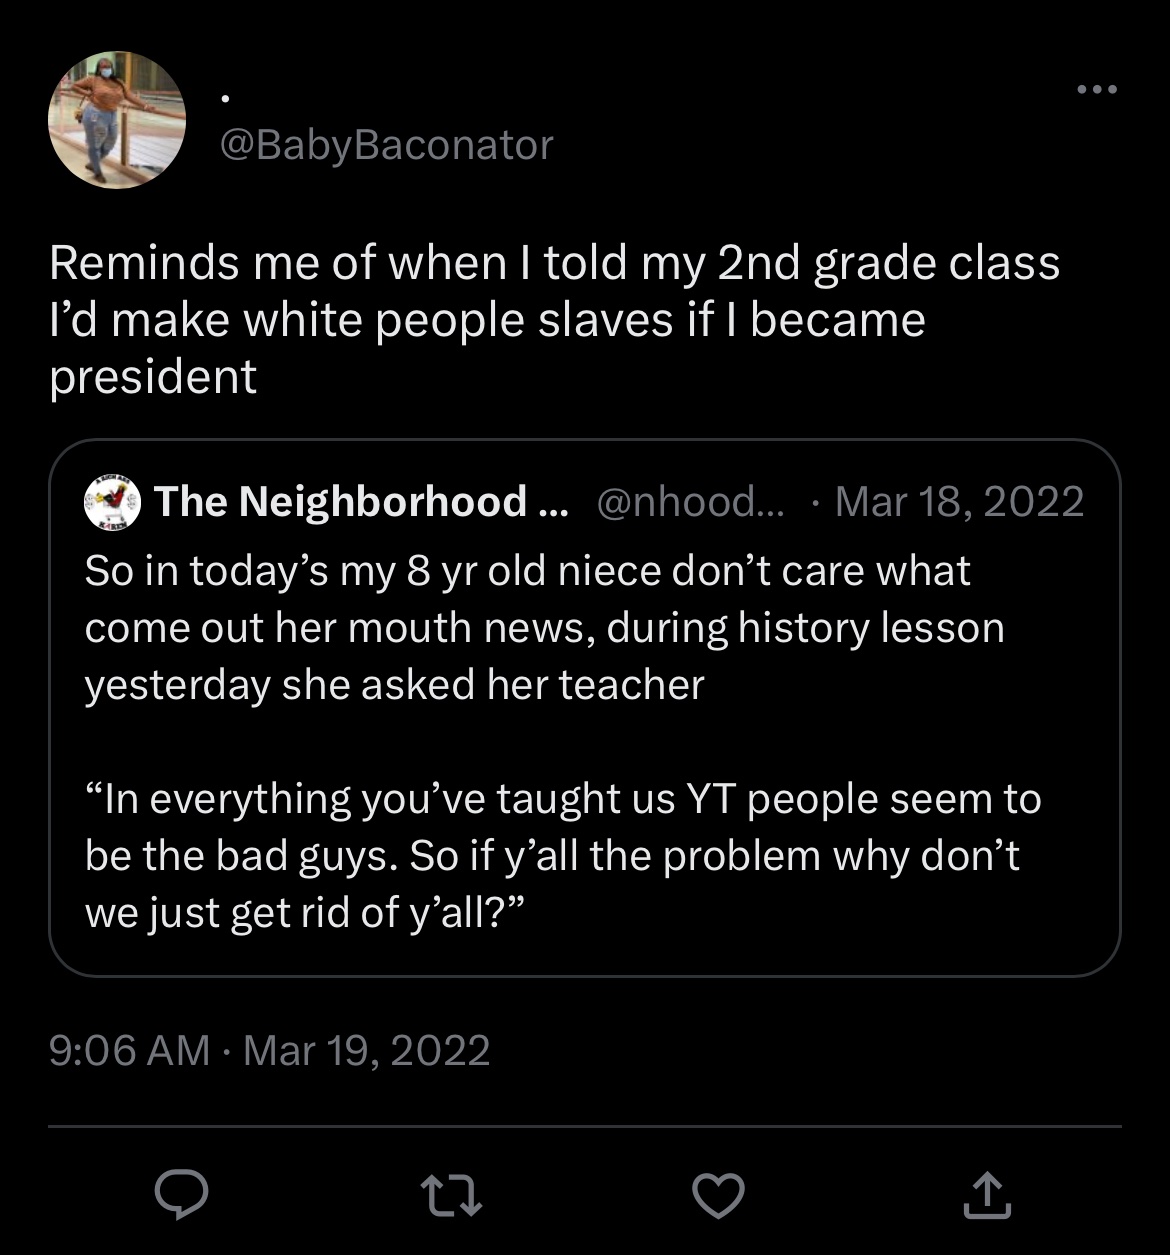 .
@BabyBaconator
Reminds me of when I told my 2nd grade class
I’d make white people slaves if I became
president
The Neighborhood ... @nhood... · Mar 18, 2022
So in today’s my 8 yr old niece don’t care what
come out her mouth news, during history lesson
yesterday she asked her teacher
“In everything you’ve taught us YT people seem to
be the bad guys. So if y’all the problem why don’t
we just get rid of y’all?”
9:06 AM · Mar 19, 2022